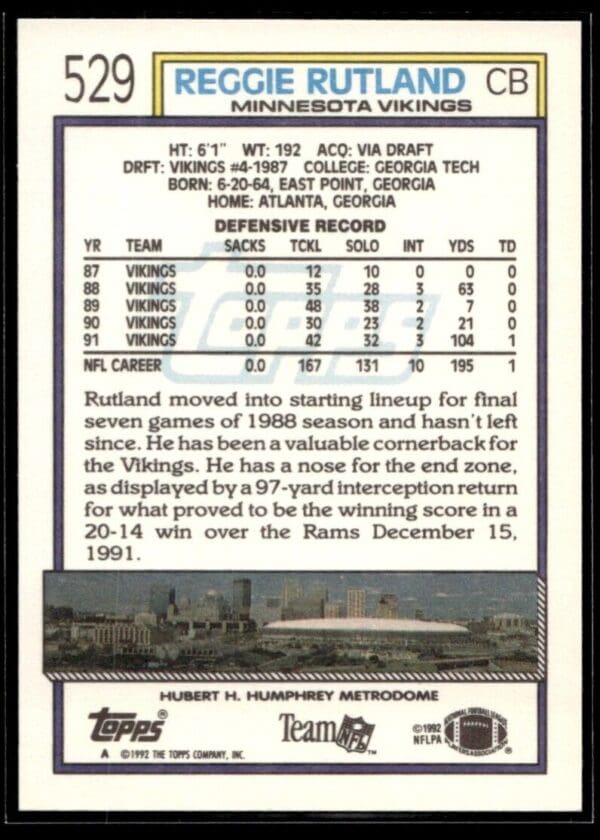 529 REGGIE RUTLAND CB
MINNESOTA VIKINGS
HT: 6'1" WT: 192 ACQ: VIA DRAFT
DRFT: VIKINGS #4-1987 COLLEGE: GEORGIA TECH
BORN: 6-20-64, EAST POINT, GEORGIA
HOME: ATLANTA, GEORGIA
DEFENSIVE RECORD
YR TEAM SACKS TCKL SOLO INT YDS TD
87 VIKINGS 0.0 12 10 0 0 0
88 VIKINGS 0.0 35 28 3 63 0
89 VIKINGS 0.0 48 38 2 7 0
90 VIKINGS 0.0 30 23 2 21 0
91 VIKINGS 0.0 42 32 3 104 1
NFL CAREER 0.0 167 131 10 195 1
topps
Rutland moved into starting lineup for final
seven games of 1988 season and hasn't left
since. He has been a valuable cornerback for
the Vikings. He has a nose for the end zone,
as displayed by a 97-yard interception return
for what proved to be the winning score in a
20-14 win over the Rams December 15,
1991.
HUBERT H. HUMPHREY METRODOME
topps®
Team NFL™
©1992
NFLPA
NATIONAL FOOTBALL LEAGUE
PLAYERS ASSOCIATION
A ©1992 THE TOPPS COMPANY, INC.